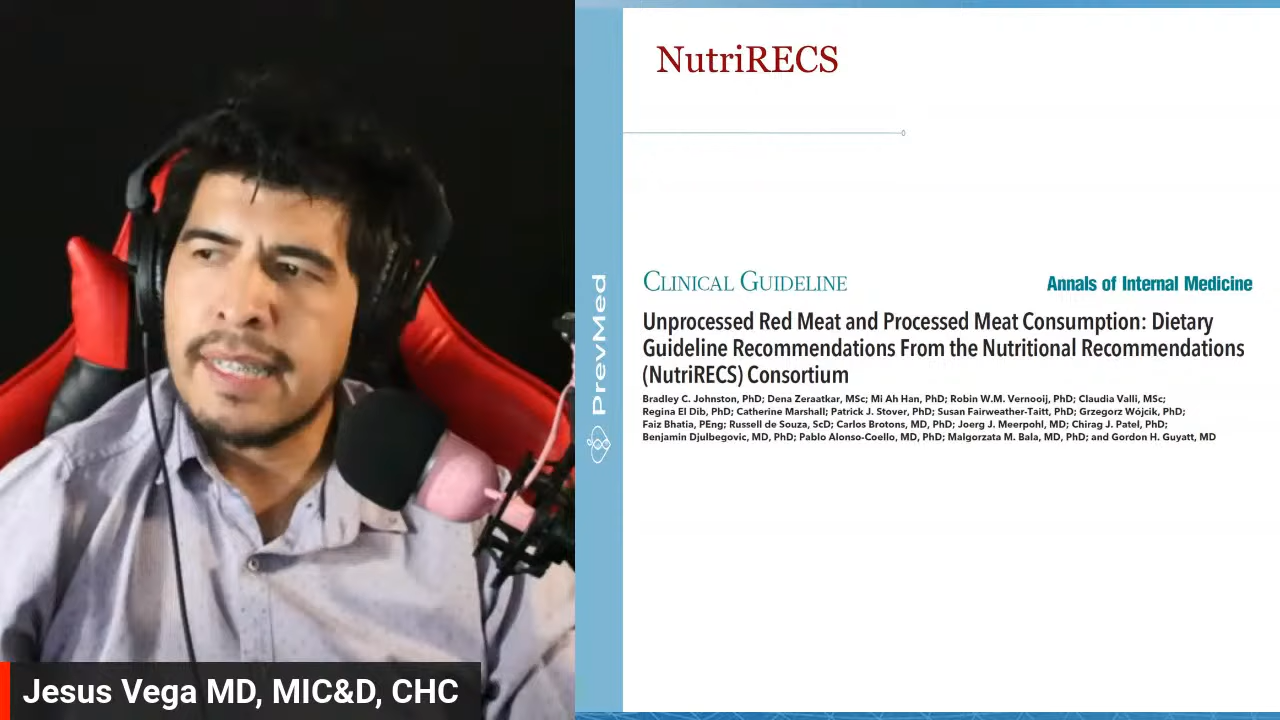 NutriRECS
CLINICAL GUIDELINE
Annals of Internal Medicine
Unprocessed Red Meat and Processed Meat Consumption: Dietary
Guideline Recommendations From the Nutritional Recommendations
(NutriRECS) Consortium
Bradley C. Johnston, PhD; Dena Zeraatkar, MSc; Mi Ah Han, PhD; Robin W.M. Vernooij, PhD; Claudia Valli, MSc;
Regina El Dib, PhD; Catherine Marshall; Patrick J. Stover, PhD; Susan Fairweather-Taitt, PhD; Grzegorz Wójcik, PhD;
Faiz Bhatia, PEng; Russell de Souza, ScD; Carlos Brotons, MD, PhD; Joerg J. Meerpohl, MD; Chirag J. Patel, PhD;
Benjamin Djulbegovic, MD, PhD; Pablo Alonso-Coello, MD, PhD; Malgorzata M. Bala, MD, PhD; and Gordon H. Guyatt, MD
PrevMed
Jesus Vega MD, MIC&D, CHC